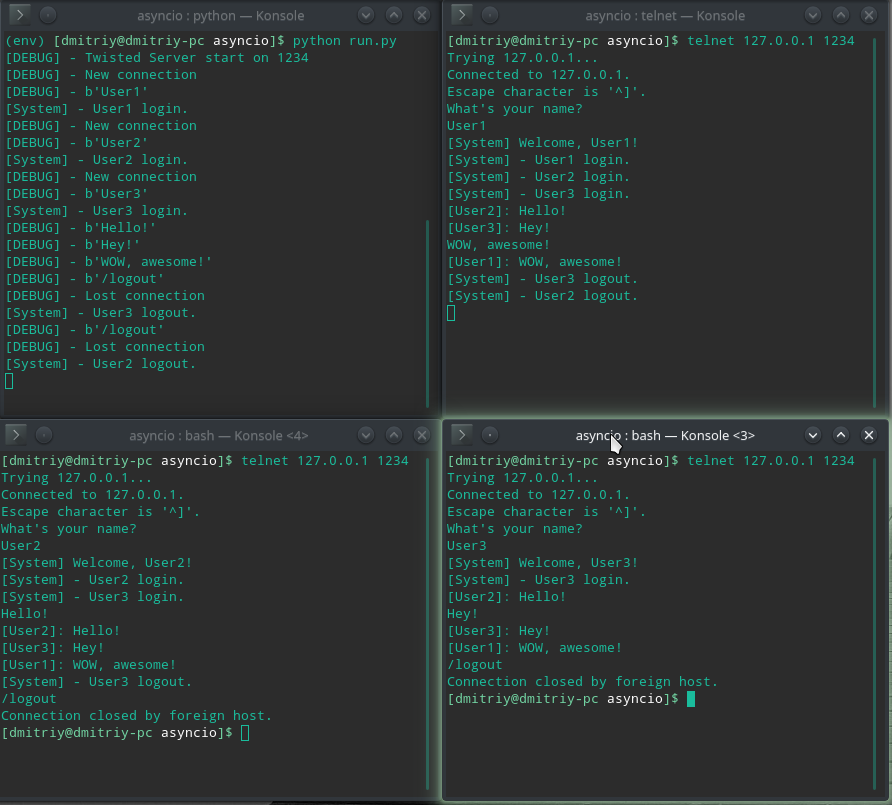 asyncio : python — Konsole
(env) [dmitriy@dmitriy-pc asyncio]$ python run.py
[DEBUG] - Twisted Server start on 1234
[DEBUG] - New connection
[DEBUG] - b'User1'
[System] - User1 login.
[DEBUG] - New connection
[DEBUG] - b'User2'
[System] - User2 login.
[DEBUG] - New connection
[DEBUG] - b'User3'
[System] - User3 login.
[DEBUG] - b'Hello!'
[DEBUG] - b'Hey!'
[DEBUG] - b'WOW, awesome!'
[DEBUG] - b'/logout'
[DEBUG] - Lost connection
[System] - User3 logout.
[DEBUG] - b'/logout'
[DEBUG] - Lost connection
[System] - User2 logout.
asyncio : telnet — Konsole
[dmitriy@dmitriy-pc asyncio]$ telnet 127.0.0.1 1234
Trying 127.0.0.1...
Connected to 127.0.0.1.
Escape character is '^]'.
What's your name?
User1
[System] Welcome, User1!
[System] - User1 login.
[System] - User2 login.
[System] - User3 login.
[User2]: Hello!
[User3]: Hey!
WOW, awesome!
[User1]: WOW, awesome!
[System] - User3 logout.
[System] - User2 logout.
asyncio : bash — Konsole <4>
[dmitriy@dmitriy-pc asyncio]$ telnet 127.0.0.1 1234
Trying 127.0.0.1...
Connected to 127.0.0.1.
Escape character is '^]'.
What's your name?
User2
[System] Welcome, User2!
[System] - User2 login.
[System] - User3 login.
Hello!
[User2]: Hello!
[User3]: Hey!
[User1]: WOW, awesome!
[System] - User3 logout.
/logout
Connection closed by foreign host.
[dmitriy@dmitriy-pc asyncio]$
asyncio : bash — Konsole <3>
[dmitriy@dmitriy-pc asyncio]$ telnet 127.0.0.1 1234
Trying 127.0.0.1...
Connected to 127.0.0.1.
Escape character is '^]'.
What's your name?
User3
[System] Welcome, User3!
[System] - User3 login.
[User2]: Hello!
Hey!
[User3]: Hey!
[User1]: WOW, awesome!
/logout
Connection closed by foreign host.
[dmitriy@dmitriy-pc asyncio]$